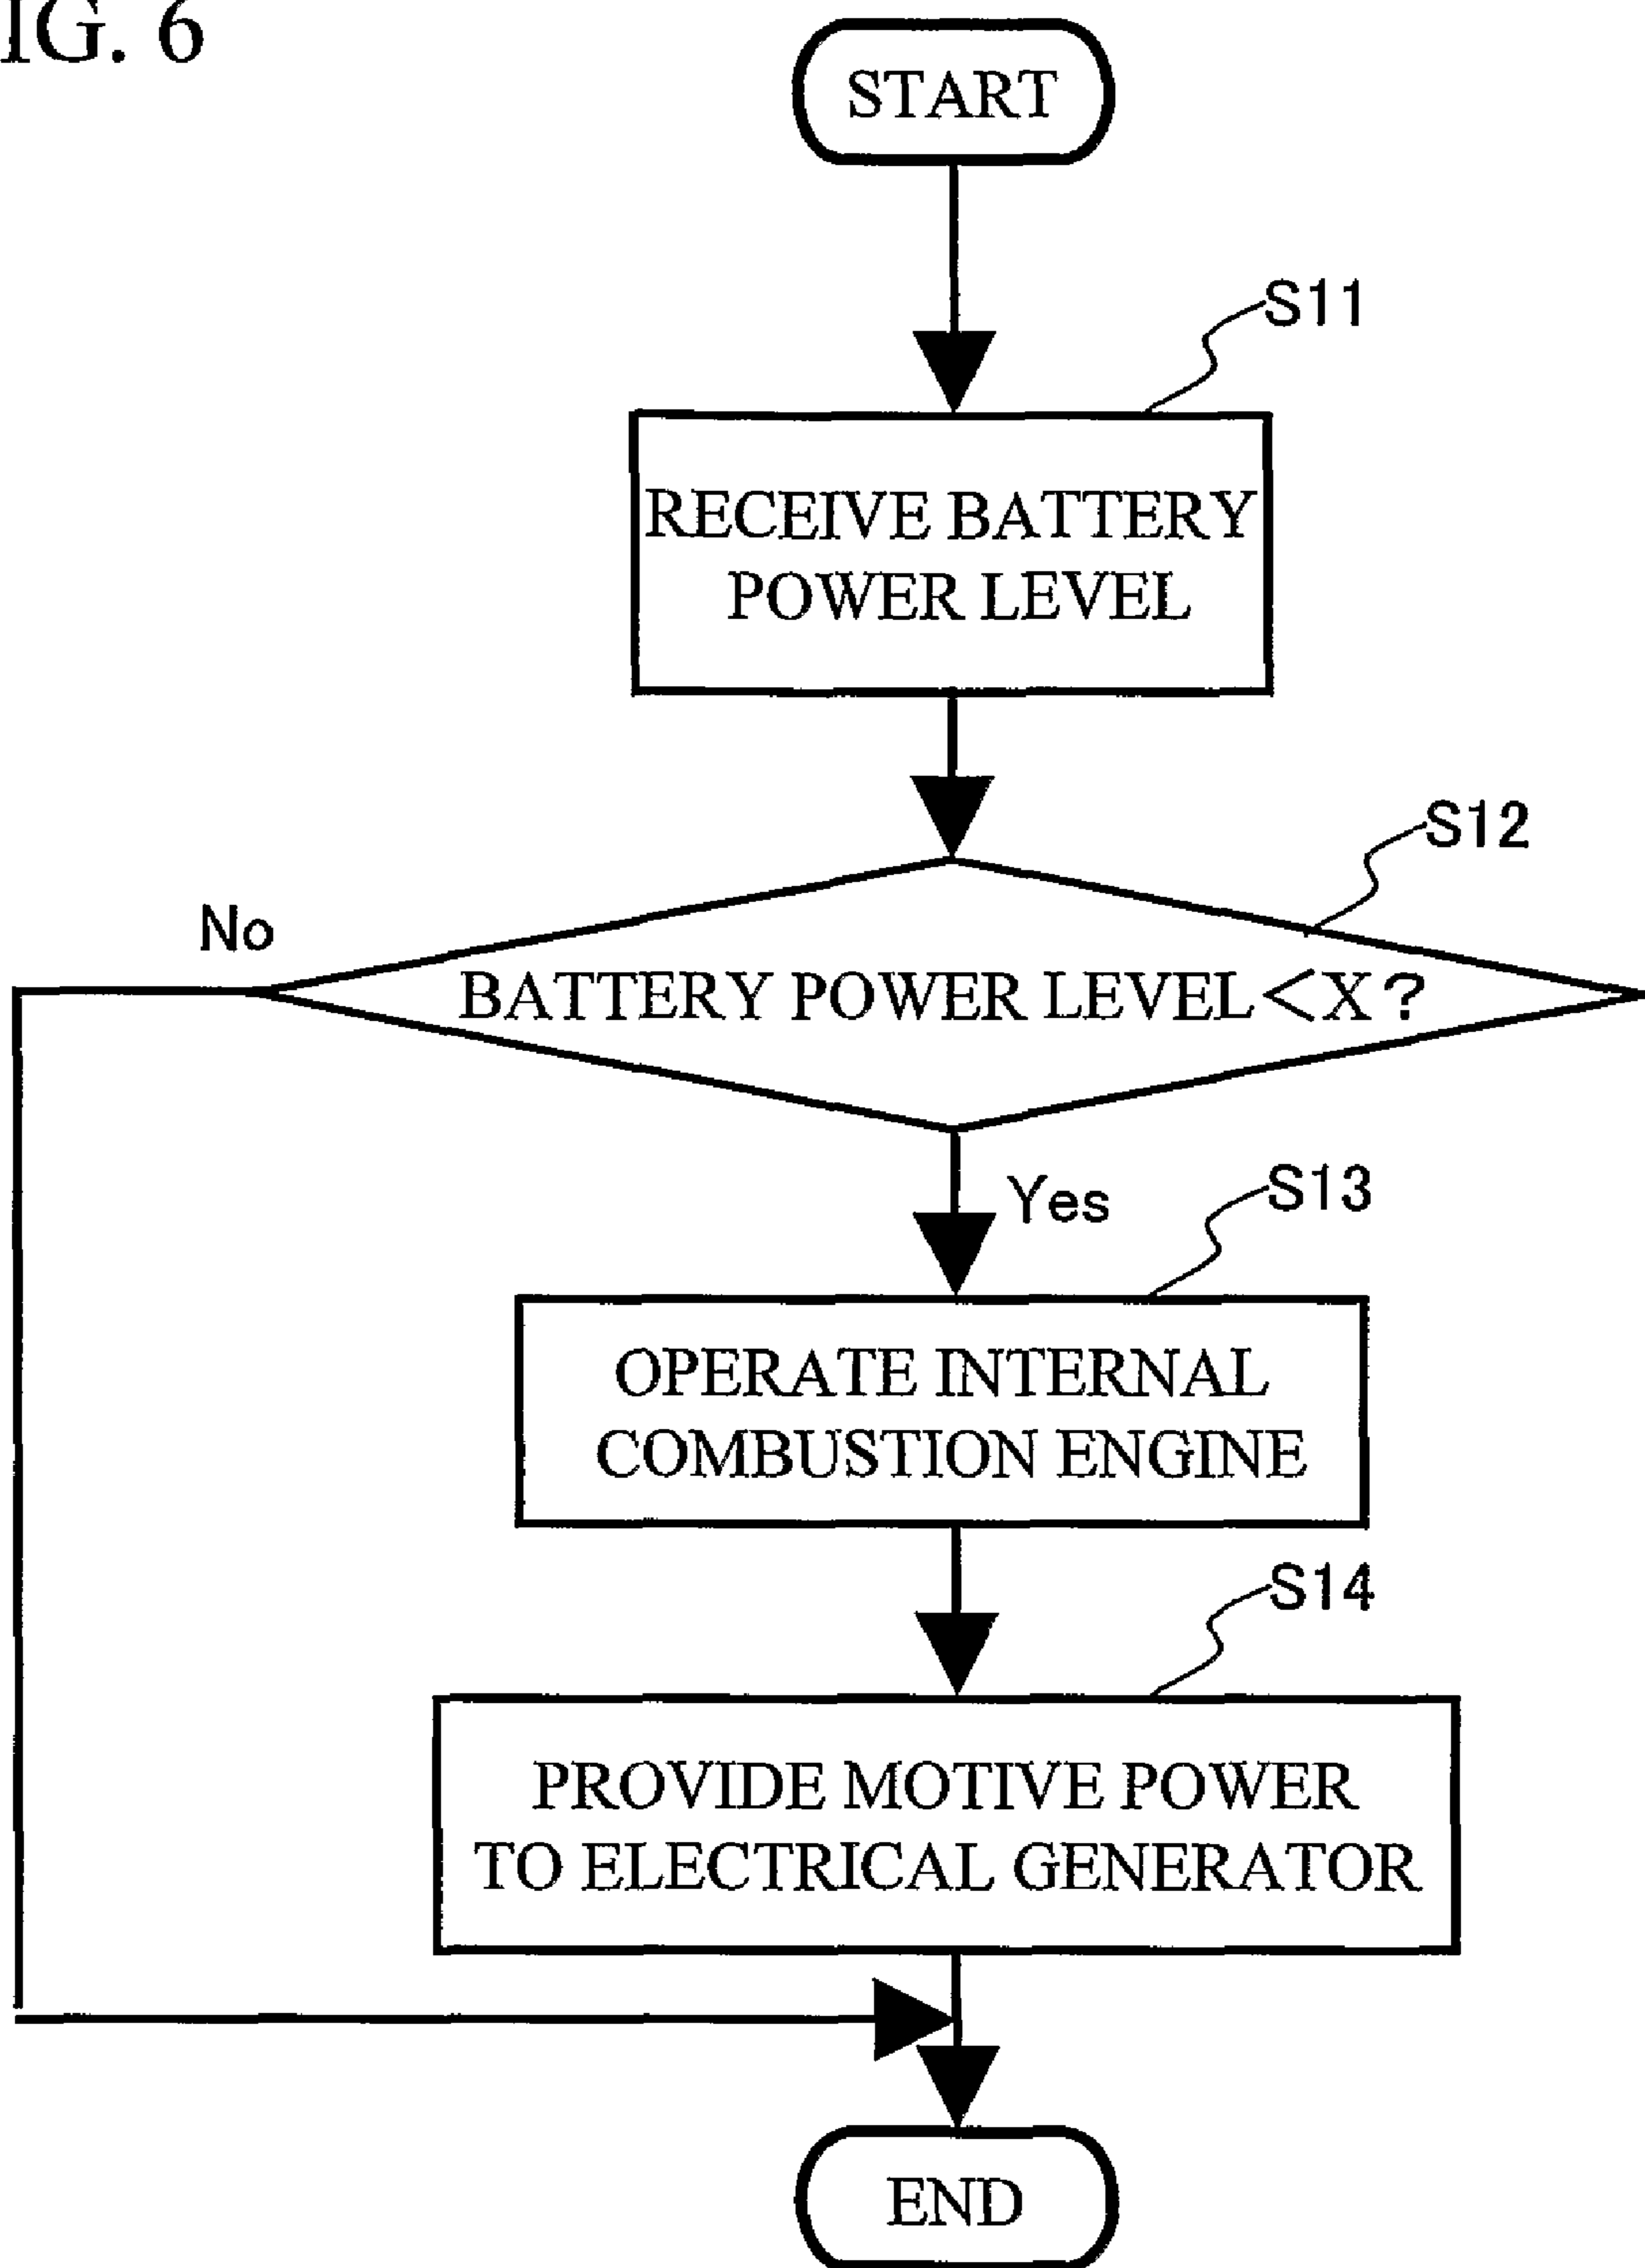 IG. 6
START
S11
RECEIVE BATTERY
POWER LEVEL
S12
No
BATTERY POWER LEVEL<X?
Yes
S13
OPERATE INTERNAL
COMBUSTION ENGINE
S14
PROVIDE MOTIVE POWER
TO ELECTRICAL GENERATOR
END